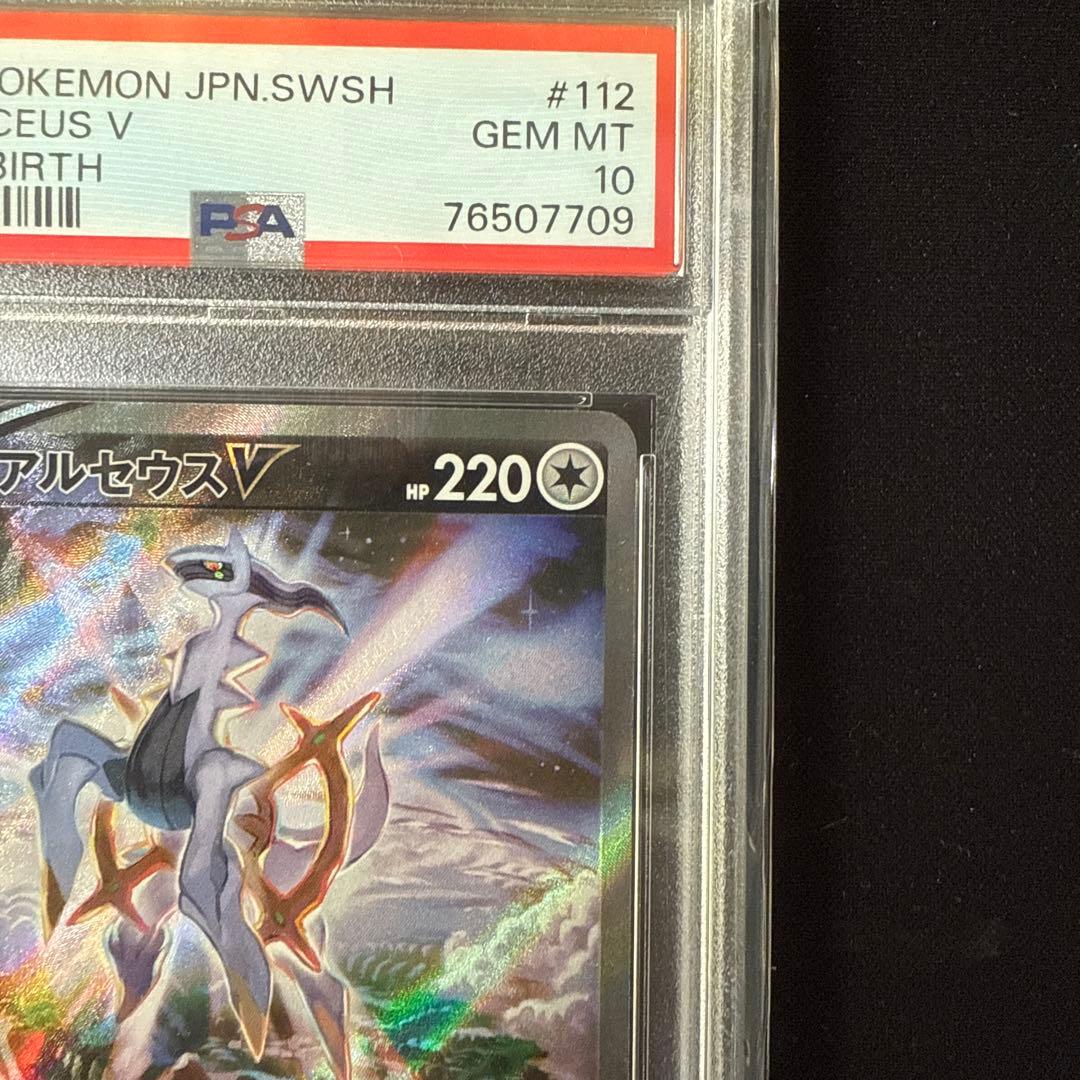 OKEMON JPN.SWSH #112
CEUS V GEM MT
BIRTH 10
PSA 76507709
アルセウスV HP 220